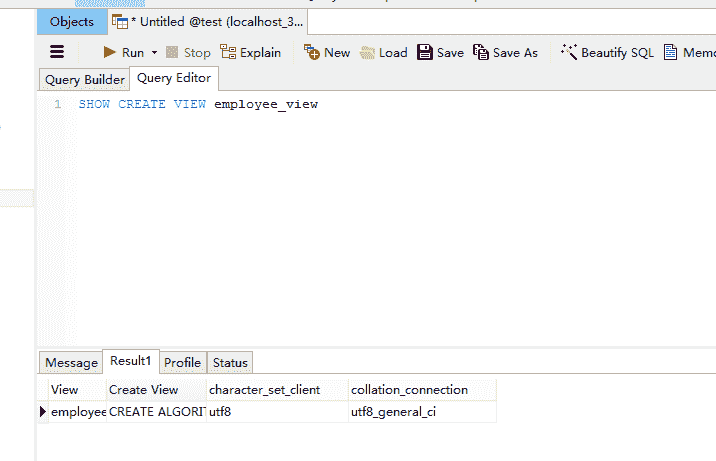 Objects * Untitled @test (localhost_3...
Run Stop Explain New Load Save Save As Beautify SQL Memo
Query Builder Query Editor
1 SHOW CREATE VIEW employee_view
Message Result1 Profile Status
View Create View character_set_client collation_connection
employee CREATE ALGORIT utf8 utf8_general_ci